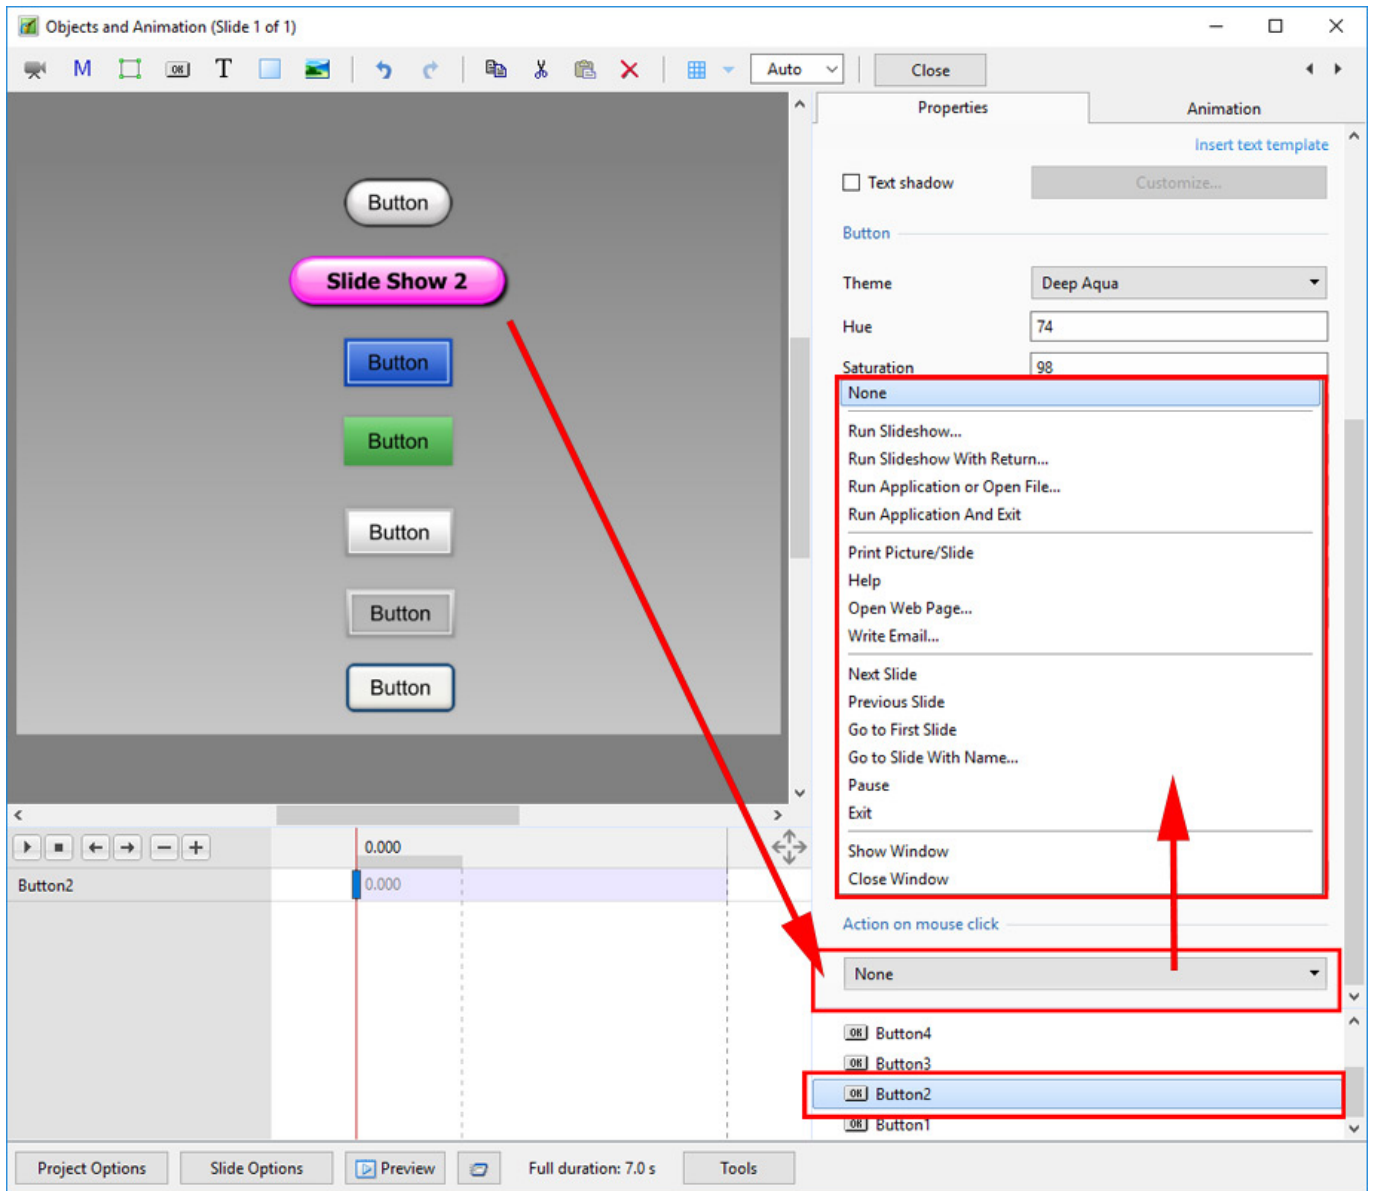 Objects and Animation (Slide 1 of 1)
M
OK
T
Auto
Close
Properties
Animation
Insert text template
Text shadow
Customize...
Button
Theme
Deep Aqua
Hue
74
Saturation
98
None
Run Slideshow...
Run Slideshow With Return...
Run Application or Open File...
Run Application And Exit
Print Picture/Slide
Help
Open Web Page...
Write Email...
Next Slide
Previous Slide
Go to First Slide
Go to Slide With Name...
Pause
Exit
Show Window
Close Window
Action on mouse click
None
OK Button4
OK Button3
OK Button2
OK Button1
Button
Slide Show 2
Button
Button
Button
Button
Button
0.000
Button2
0.000
Project Options
Slide Options
Preview
Full duration: 7.0 s
Tools